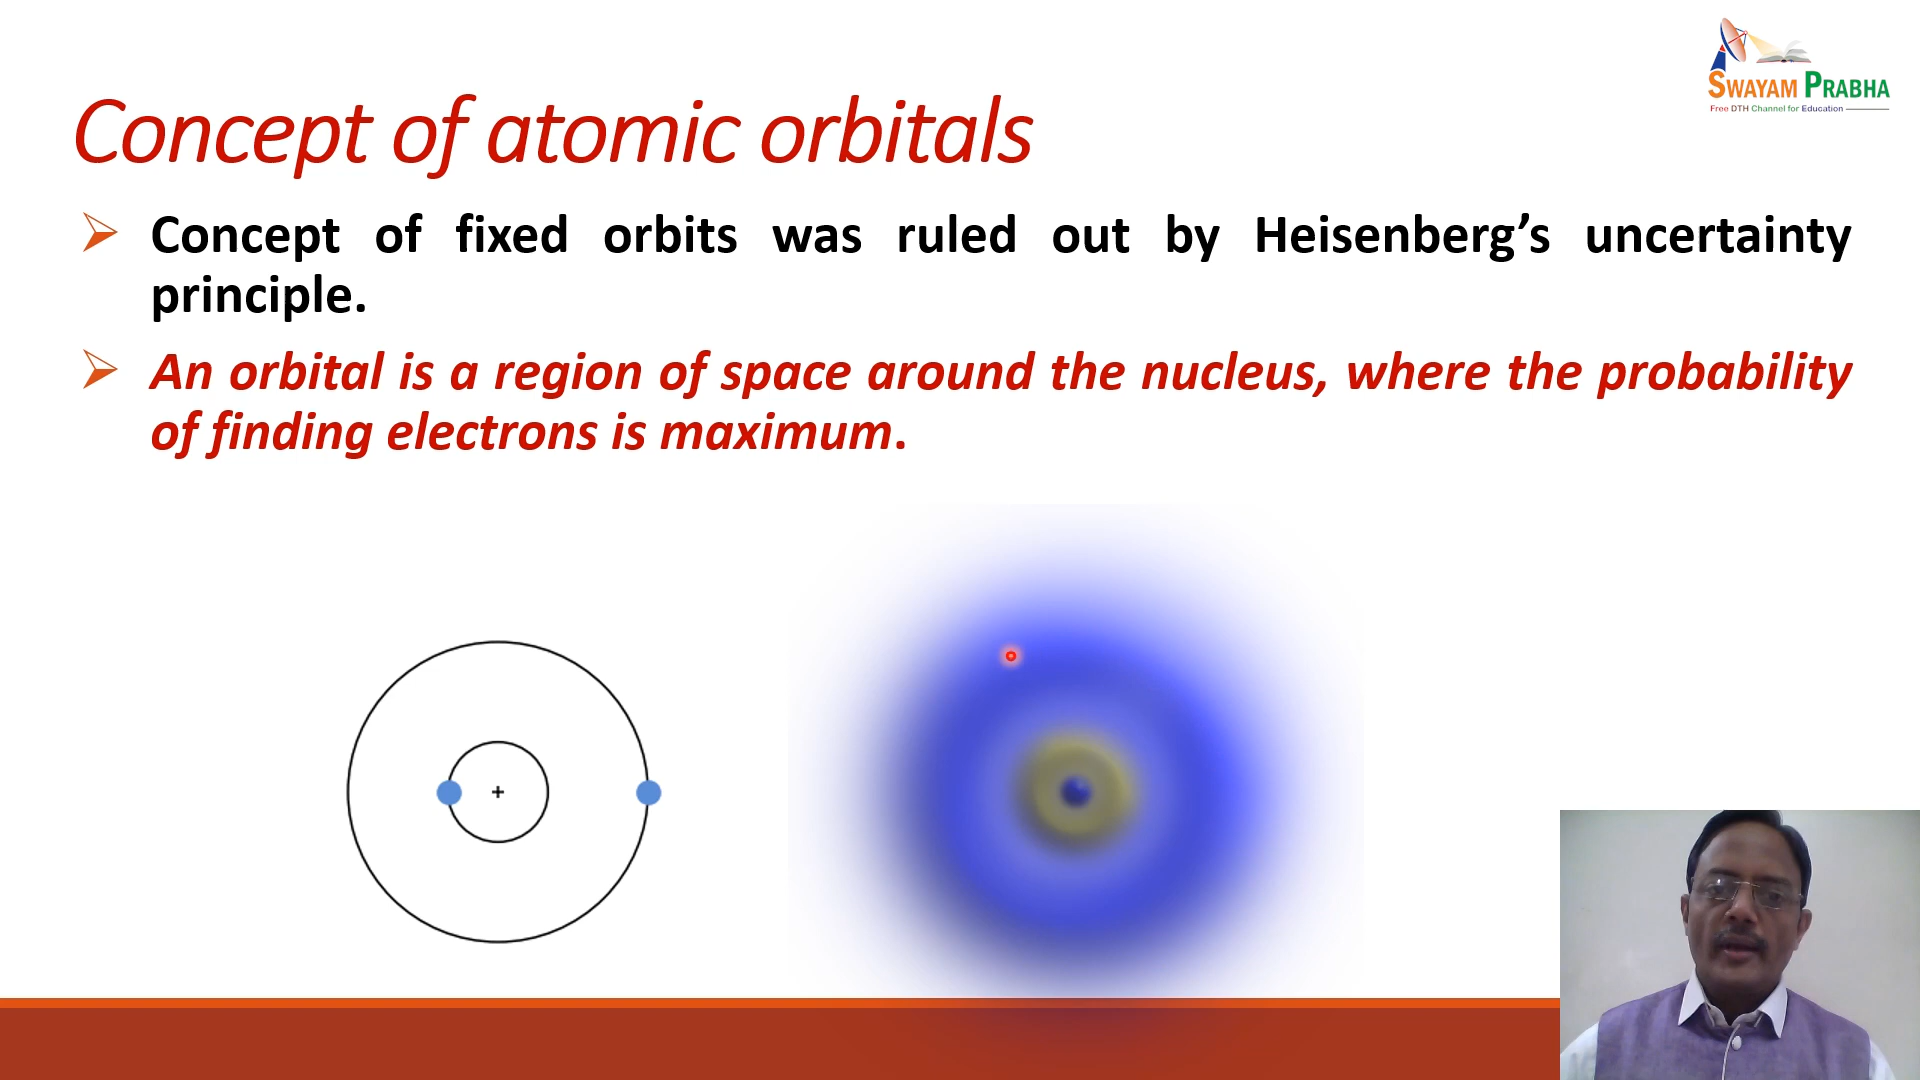 SWAYAM PRABHA
Free DTH Channel for Education
Concept of atomic orbitals
➢ Concept of fixed orbits was ruled out by Heisenberg’s uncertainty
principle.
➢ An orbital is a region of space around the nucleus, where the probability
of finding electrons is maximum.
+